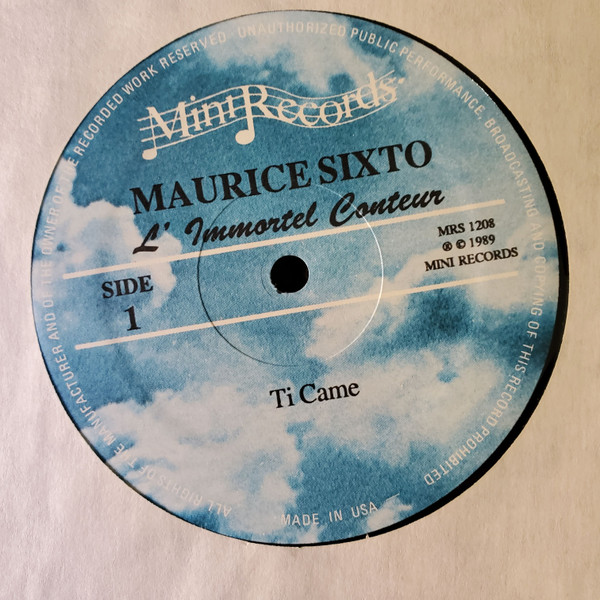 ALL RIGHTS OF THE MANUFACTURER AND OF THE OWNER OF THE RECORDED WORK RESERVED · UNAUTHORIZED PUBLIC PERFORMANCE, BROADCASTING AND COPYING OF THIS RECORD PROHIBITED
Mini Records
MAURICE SIXTO
L' Immortel Conteur
MRS 1208
℗ © 1989
MINI RECORDS
SIDE
1
Ti Came
MADE IN USA